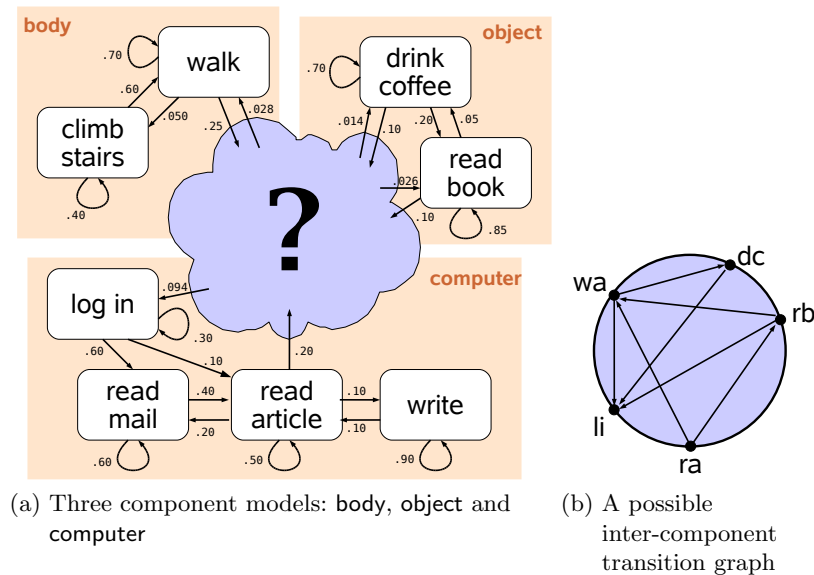 body
object
walk
.70
.60
.050
.25
.028
climb
stairs
.40
drink
coffee
.70
.014
.10
.20
.05
read
book
.026
.10
.85
?
computer
log in
.094
.30
.60
.10
.20
read
mail
.40
.20
.60
read
article
.50
.10
.10
write
.90
dc
wa
rb
li
ra
(a) Three component models: body, object and
computer
(b) A possible
inter-component
transition graph